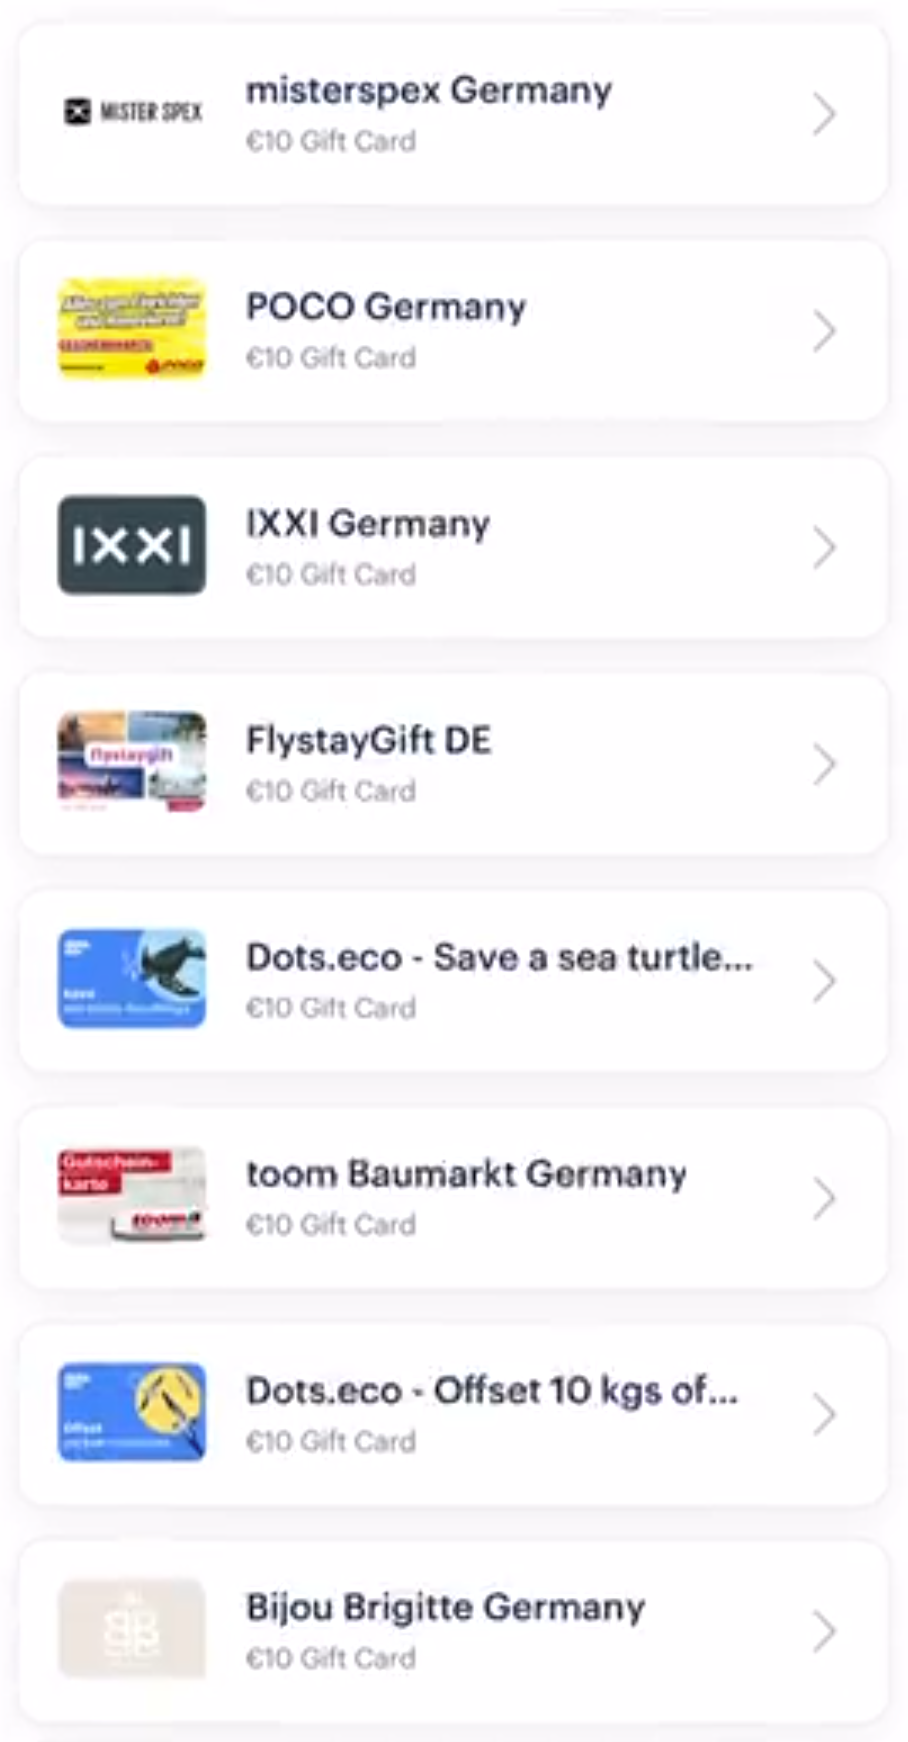 MISTER SPEX
misterspex Germany
€10 Gift Card
POCO Germany
€10 Gift Card
IXXI
IXXI Germany
€10 Gift Card
flystaygift
FlystayGift DE
€10 Gift Card
Dots.eco - Save a sea turtle...
€10 Gift Card
Gutschein-
karte
toom
toom Baumarkt Germany
€10 Gift Card
Offset
Dots.eco - Offset 10 kgs of...
€10 Gift Card
Bijou Brigitte Germany
€10 Gift Card